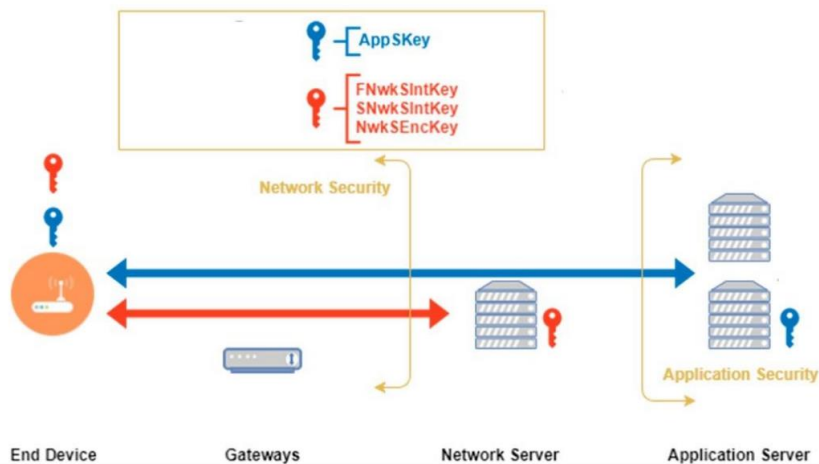 AppSKey
FNwkSIntKey
SNwkSIntKey
NwkSEncKey
Network Security
Application Security
End Device
Gateways
Network Server
Application Server